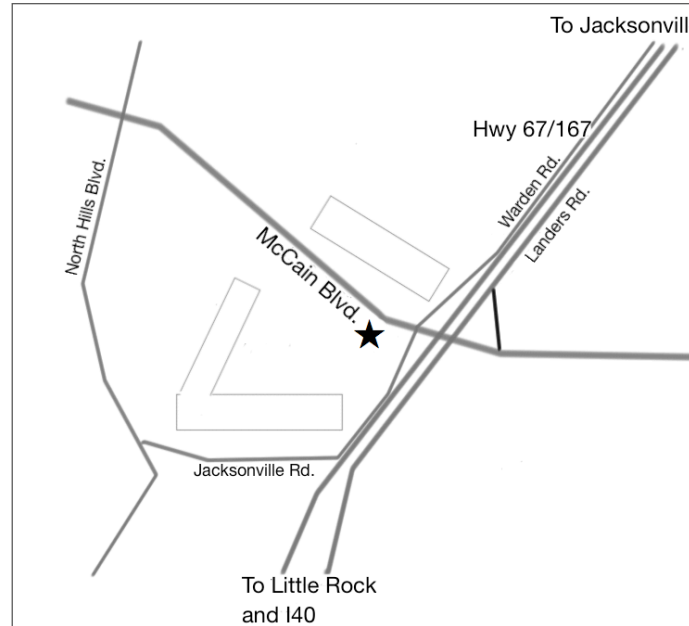 To Jacksonvill
Hwy 67/167
Warden Rd.
Landers Rd.
North Hills Blvd.
McCain Blvd.
Jacksonville Rd.
To Little Rock
and I40